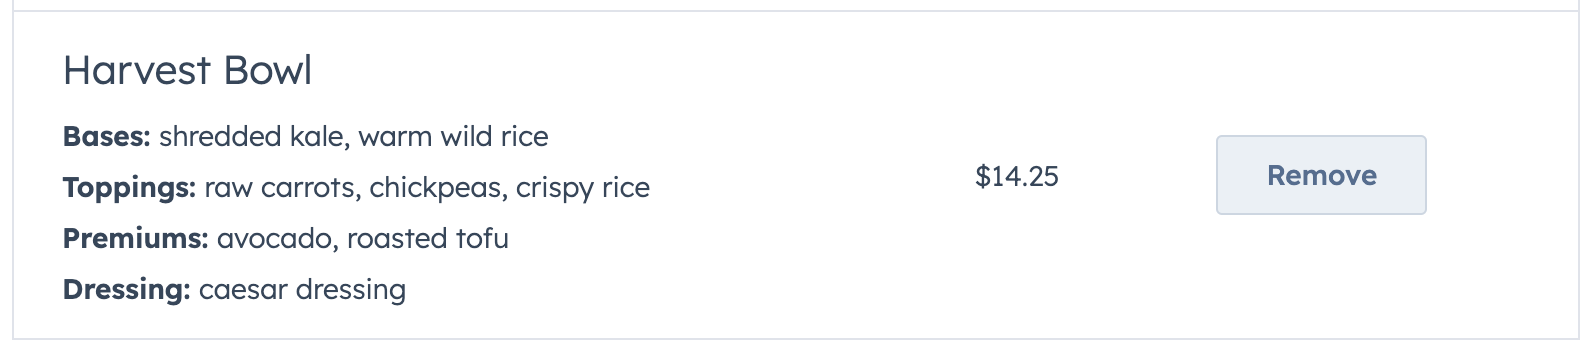 Harvest Bowl
Bases: shredded kale, warm wild rice
Toppings: raw carrots, chickpeas, crispy rice
Premiums: avocado, roasted tofu
Dressing: caesar dressing
$14.25
Remove